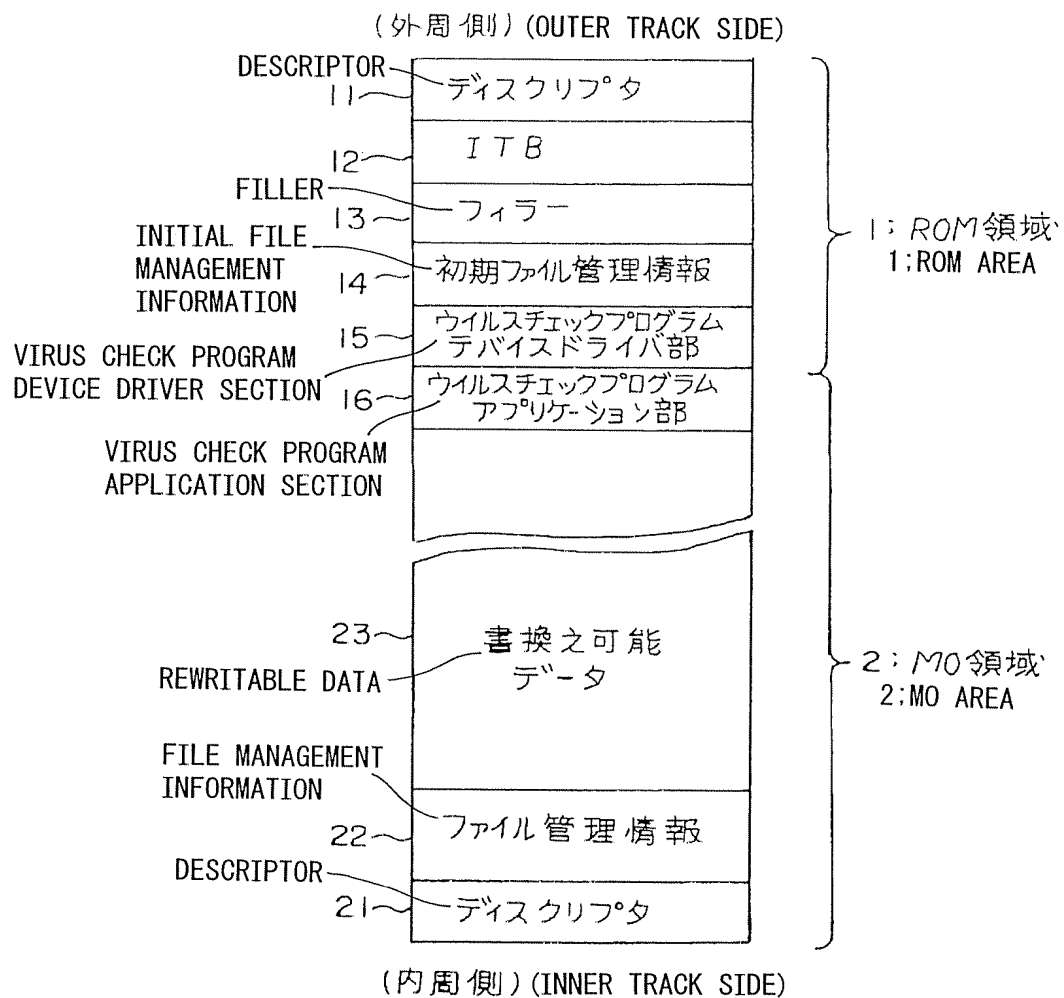 (外周側) (OUTER TRACK SIDE)
DESCRIPTOR
11
ディスクリプタ
12
ITB
FILLER
13
フィラー
1; ROM領域
1;ROM AREA
INITIAL FILE
MANAGEMENT
INFORMATION
14
初期ファイル管理情報
15
ウイルスチェックプログラム
デバイスドライバ部
VIRUS CHECK PROGRAM
DEVICE DRIVER SECTION
16
ウイルスチェックプログラム
アプリケーション部
VIRUS CHECK PROGRAM
APPLICATION SECTION
23
書換え可能
データ
REWRITABLE DATA
2; MO領域
2;MO AREA
FILE MANAGEMENT
INFORMATION
22
ファイル管理情報
DESCRIPTOR
21
ディスクリプタ
(内周側) (INNER TRACK SIDE)